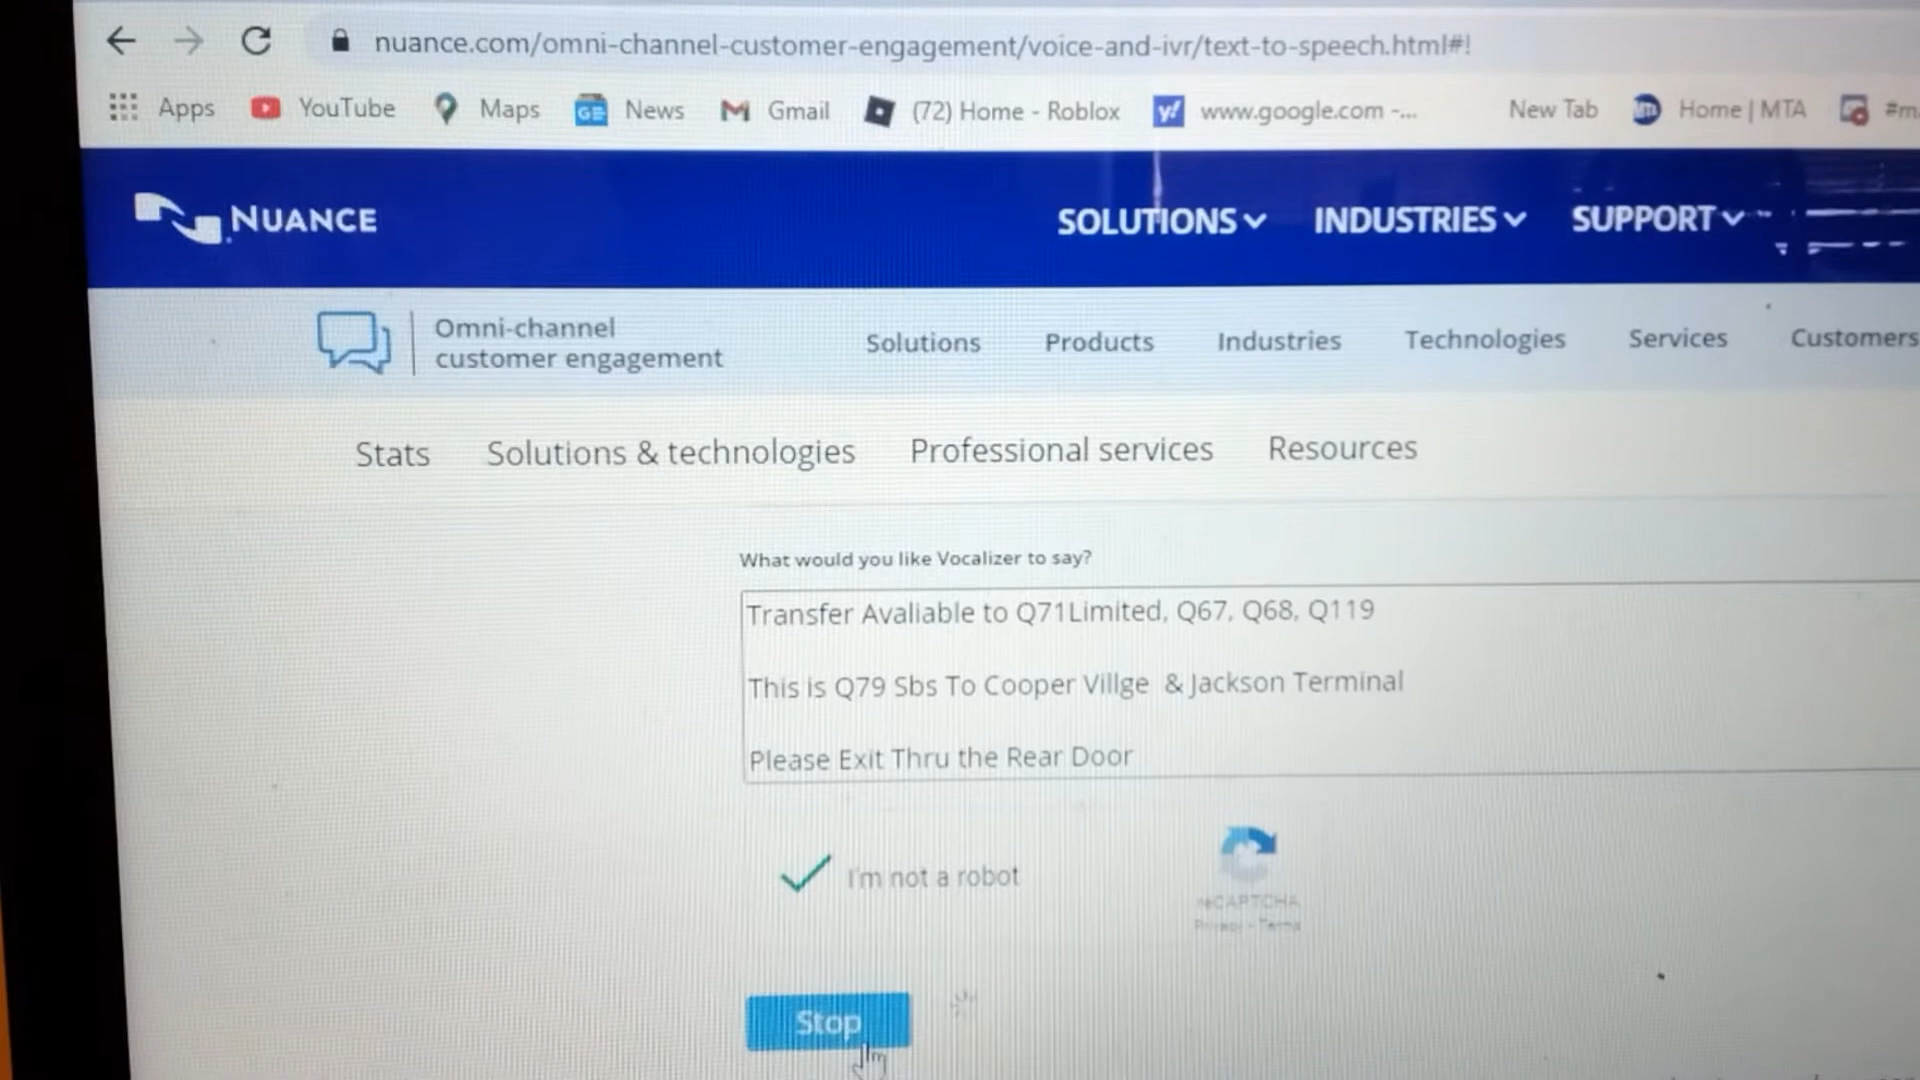 nuance.com/omni-channel-customer-engagement/voice-and-ivr/text-to-speech.html#!
Apps YouTube Maps News Gmail (72) Home - Roblox www.google.com -... New Tab Home | MTA
NUANCE SOLUTIONS INDUSTRIES SUPPORT
Omni-channel
customer engagement
Solutions Products Industries Technologies Services Customers
Stats Solutions & technologies Professional services Resources
What would you like Vocalizer to say?
Transfer Avaliable to Q71Limited, Q67, Q68, Q119
This is Q79 Sbs To Cooper Villge & Jackson Terminal
Please Exit Thru the Rear Door
I'm not a robot
reCAPTCHA
Privacy - Terms
Stop